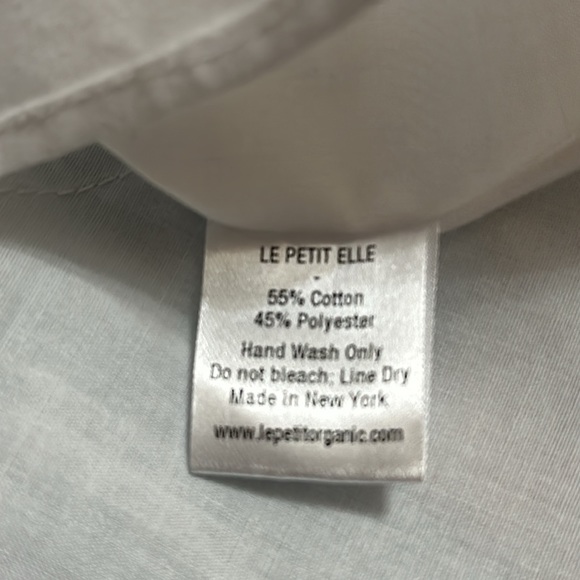 LE PETIT ELLE
-
55% Cotton
45% Polyester
Hand Wash Only
Do not bleach; Line Dry
Made in New York
www.lepetitorganic.com